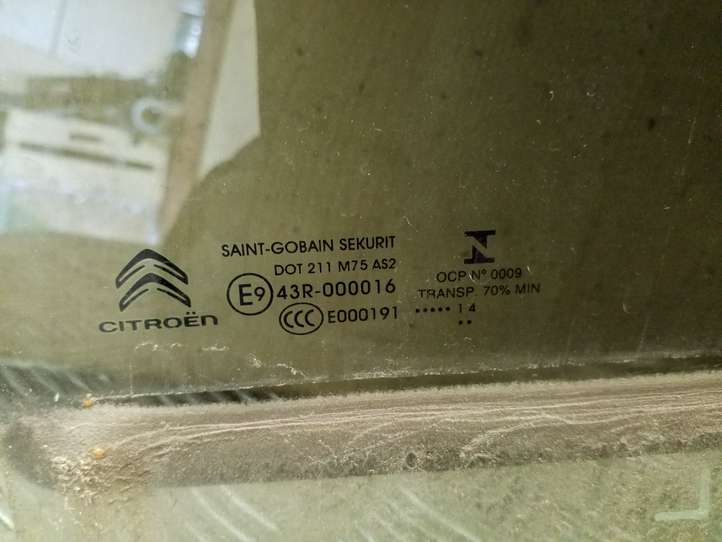 CITROËN
SAINT-GOBAIN SEKURIT
DOT 211 M75 AS2
E9 43R-000016
CCC E000191
OCP Nº 0009
TRANSP. 70% MIN
••••• 14
••